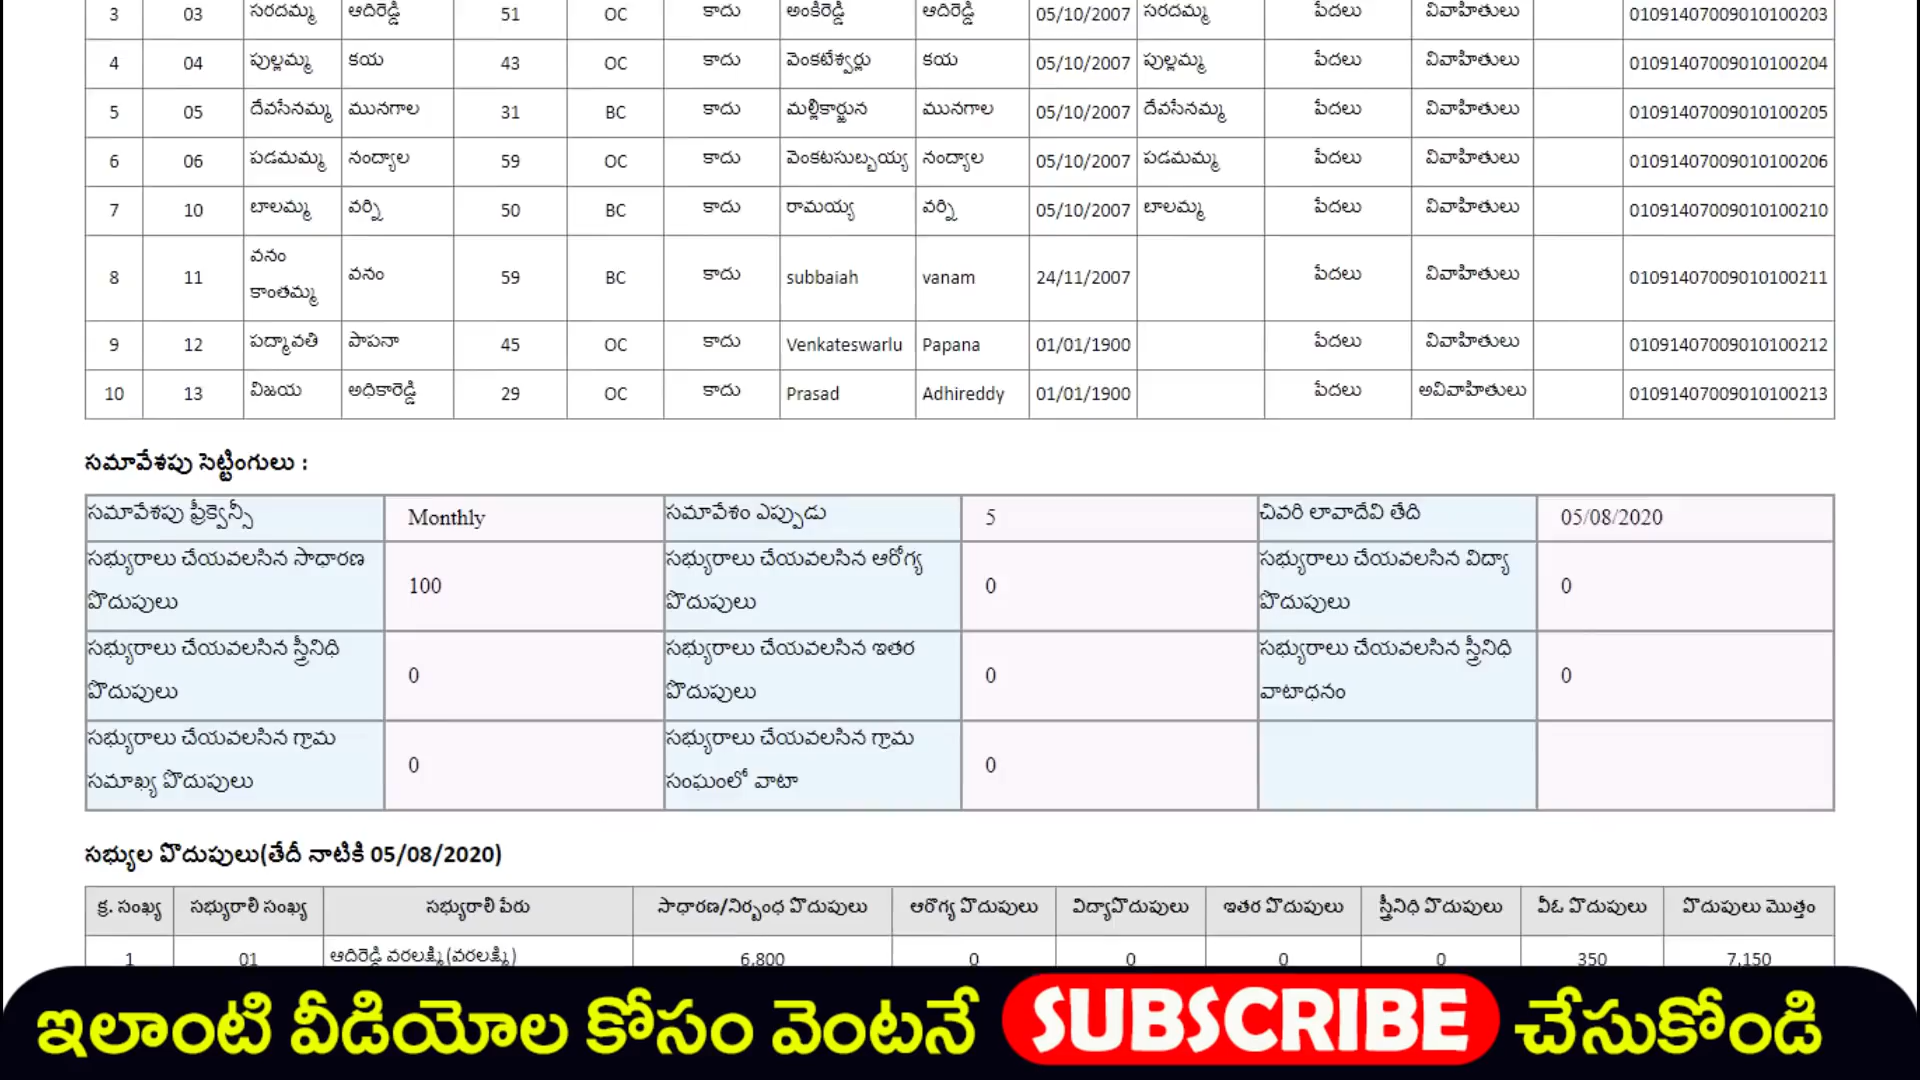 3 03 సరదమ్మ ఆదిరెడ్డి 51 OC కాదు అంకిరెడ్డి ఆదిరెడ్డి 05/10/2007 సరదమ్మ పేదలు వివాహితులు 01091407009010100203
4 04 పుల్లమ్మ కయ 43 OC కాదు వెంకటేశ్వర్లు కయ 05/10/2007 పుల్లమ్మ పేదలు వివాహితులు 01091407009010100204
5 05 దేవసేనమ్మ మునగాల 31 BC కాదు మల్లికార్జున మునగాల 05/10/2007 దేవసేనమ్మ పేదలు వివాహితులు 01091407009010100205
6 06 పడమమ్మ నంద్యాల 59 OC కాదు వెంకటసుబ్బయ్య నంద్యాల 05/10/2007 పడమమ్మ పేదలు వివాహితులు 01091407009010100206
7 10 బాలమ్మ వర్ని 50 BC కాదు రామయ్య వర్ని 05/10/2007 బాలమ్మ పేదలు వివాహితులు 01091407009010100210
8 11 వనం కాంతమ్మ వనం 59 BC కాదు subbaiah vanam 24/11/2007 పేదలు వివాహితులు 01091407009010100211
9 12 పద్మావతి పాపనా 45 OC కాదు Venkateswarlu Papana 01/01/1900 పేదలు వివాహితులు 01091407009010100212
10 13 విజయ అధికారెడ్డి 29 OC కాదు Prasad Adhireddy 01/01/1900 పేదలు అవివాహితులు 01091407009010100213
సమావేశపు సెట్టింగులు :
సమావేశపు ఫ్రీక్వెన్సీ Monthly సమావేశం ఎప్పుడు 5 చివరి లావాదేవి తేది 05/08/2020
సభ్యురాలు చేయవలసిన సాధారణ పొదుపులు 100 సభ్యురాలు చేయవలసిన ఆరోగ్య పొదుపులు 0 సభ్యురాలు చేయవలసిన విద్యా పొదుపులు 0
సభ్యురాలు చేయవలసిన స్త్రీనిధి పొదుపులు 0 సభ్యురాలు చేయవలసిన ఇతర పొదుపులు 0 సభ్యురాలు చేయవలసిన స్త్రీనిధి వాటాధనం 0
సభ్యురాలు చేయవలసిన గ్రామ సమాఖ్య పొదుపులు 0 సభ్యురాలు చేయవలసిన గ్రామ సంఘంలో వాటా 0
సభ్యుల పొదుపులు(తేదీ నాటికి 05/08/2020)
క్ర. సంఖ్య సభ్యురాలి సంఖ్య సభ్యురాలి పేరు సాధారణ/నిర్బంధ పొదుపులు ఆరోగ్య పొదుపులు విద్యాపొదుపులు ఇతర పొదుపులు స్త్రీనిధి పొదుపులు వీఓ పొదుపులు పొదుపులు మొత్తం
1 01 ఆదిరెడ్డి వరలక్ష్మి (వరలక్ష్మి ) 6,800 0 0 0 0 350 7,150
ఇలాంటి వీడియోల కోసం వెంటనే SUBSCRIBE చేసుకోండి